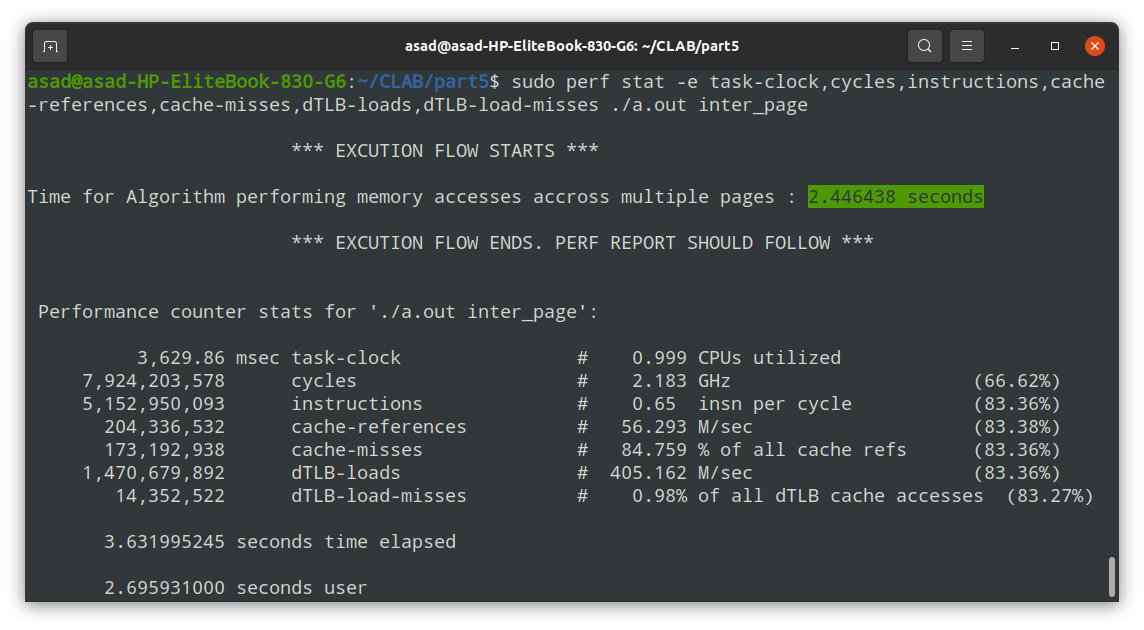 asad@asad-HP-EliteBook-830-G6: ~/CLAB/part5
asad@asad-HP-EliteBook-830-G6:~/CLAB/part5$ sudo perf stat -e task-clock,cycles,instructions,cache
-references,cache-misses,dTLB-loads,dTLB-load-misses ./a.out inter_page
*** EXCUTION FLOW STARTS ***
Time for Algorithm performing memory accesses accross multiple pages : 2.446438 seconds
*** EXCUTION FLOW ENDS. PERF REPORT SHOULD FOLLOW ***
Performance counter stats for './a.out inter_page':
3,629.86 msec task-clock # 0.999 CPUs utilized
7,924,203,578 cycles # 2.183 GHz (66.62%)
5,152,950,093 instructions # 0.65 insn per cycle (83.36%)
204,336,532 cache-references # 56.293 M/sec (83.38%)
173,192,938 cache-misses # 84.759 % of all cache refs (83.36%)
1,470,679,892 dTLB-loads # 405.162 M/sec (83.36%)
14,352,522 dTLB-load-misses # 0.98% of all dTLB cache accesses (83.27%)
3.631995245 seconds time elapsed
2.695931000 seconds user